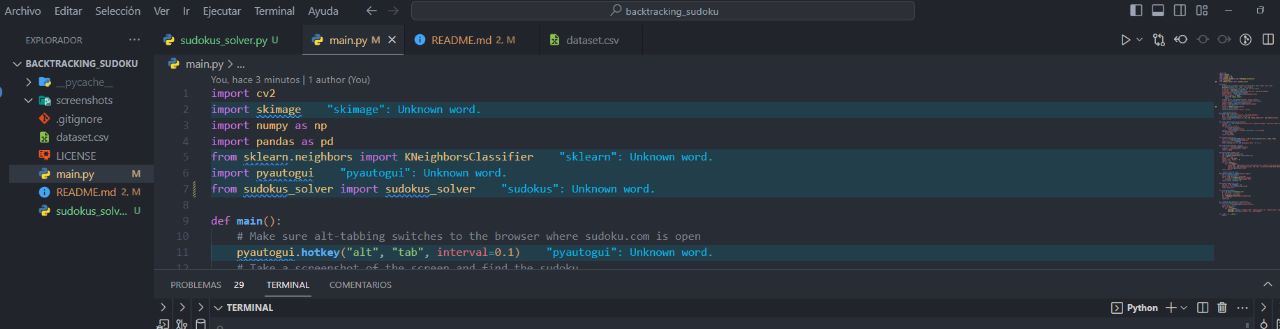 Archivo Editar Selección Ver Ir Ejecutar Terminal Ayuda backtracking_sudoku
EXPLORADOR ...
sudokus_solver.py U main.py M README.md 2, M dataset.csv
BACKTRACKING_SUDOKU
main.py > ...
__pycache__
You, hace 3 minutos | 1 author (You)
screenshots
.gitignore
dataset.csv
LICENSE
main.py M
README.md 2, M
sudokus_solv... U
1 import cv2
2 import skimage "skimage": Unknown word.
3 import numpy as np
4 import pandas as pd
5 from sklearn.neighbors import KNeighborsClassifier "sklearn": Unknown word.
6 import pyautogui "pyautogui": Unknown word.
7 from sudokus_solver import sudokus_solver "sudokus": Unknown word.
8
9 def main():
10 # Make sure alt-tabbing switches to the browser where sudoku.com is open
11 pyautogui.hotkey("alt", "tab", interval=0.1) "pyautogui": Unknown word.
12 # Take a screenshot of the screen and find the sudoku
PROBLEMAS 29 TERMINAL COMENTARIOS
TERMINAL Python